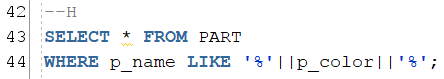 42 --H
43 SELECT * FROM PART
44 WHERE p_name LIKE '%'||p_color||'%';